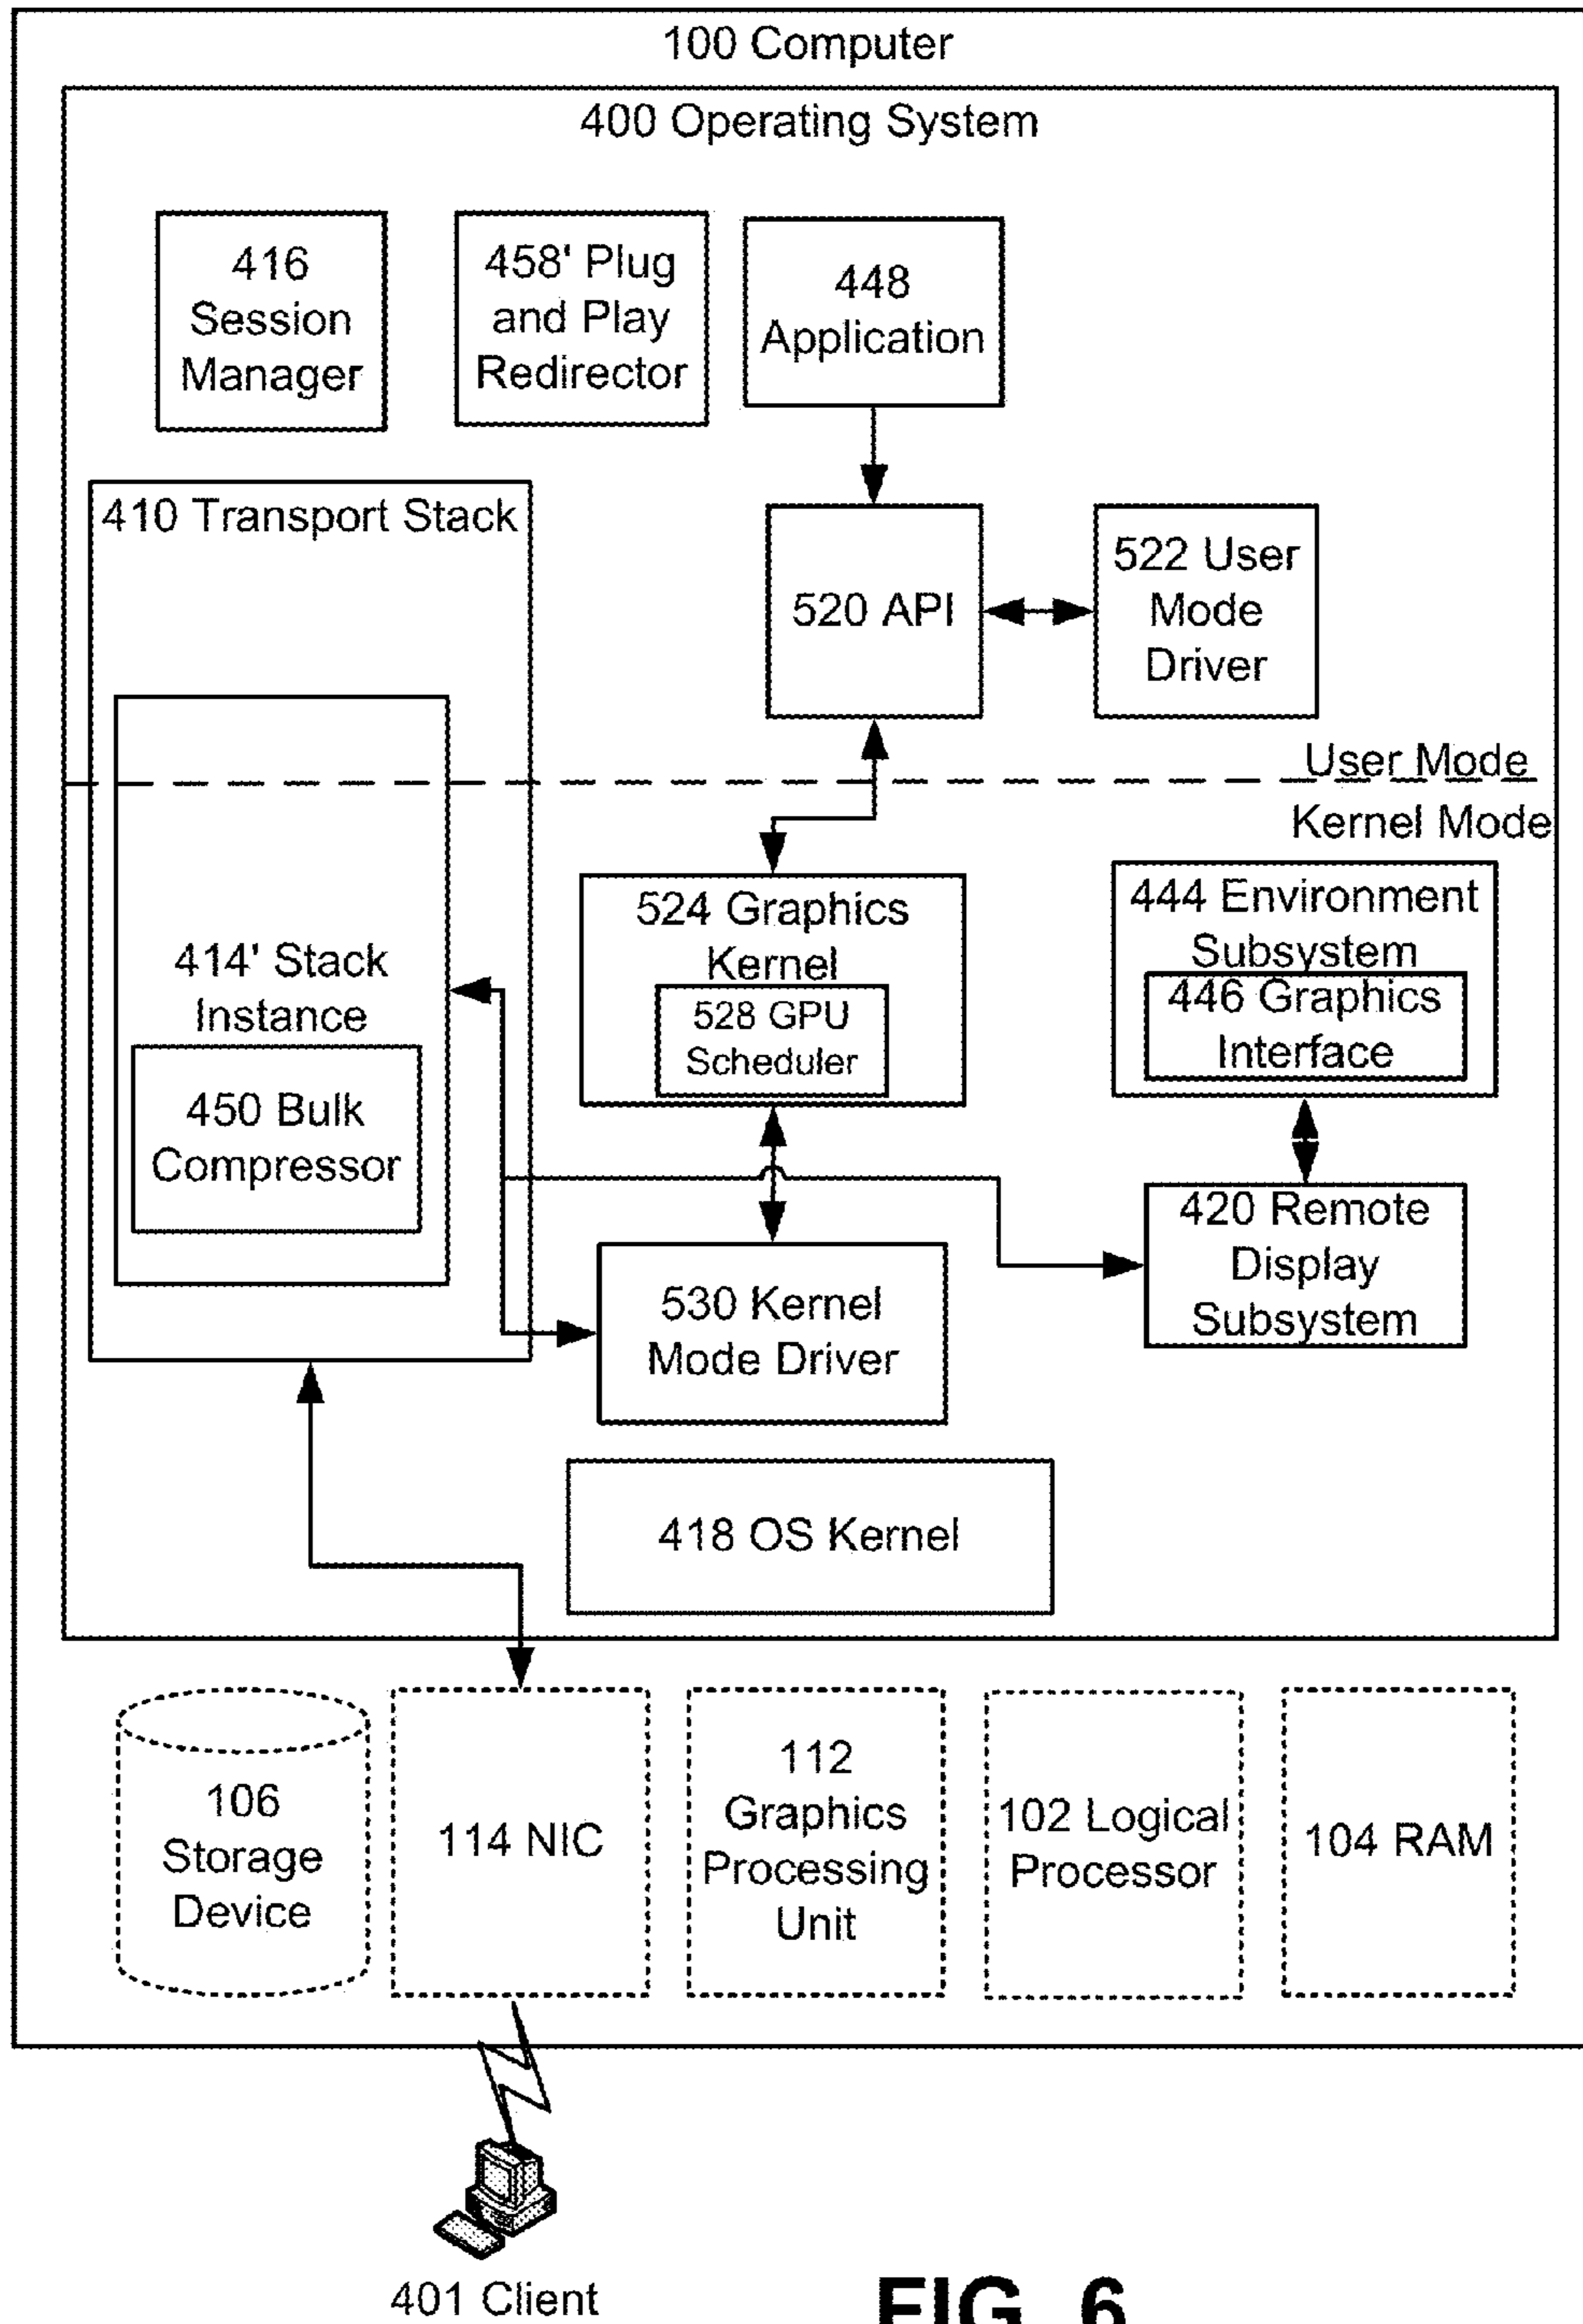 100 Computer
400 Operating System
416
Session
Manager
458' Plug
and Play
Redirector
448
Application
410 Transport Stack
520 API
522 User
Mode
Driver
User Mode
Kernel Mode
414' Stack
Instance
450 Bulk
Compressor
524 Graphics
Kernel
528 GPU
Scheduler
444 Environment
Subsystem
446 Graphics
Interface
420 Remote
Display
Subsystem
530 Kernel
Mode Driver
418 OS Kernel
106
Storage
Device
114 NIC
112
Graphics
Processing
Unit
102 Logical
Processor
104 RAM
401 Client
FIG. 6